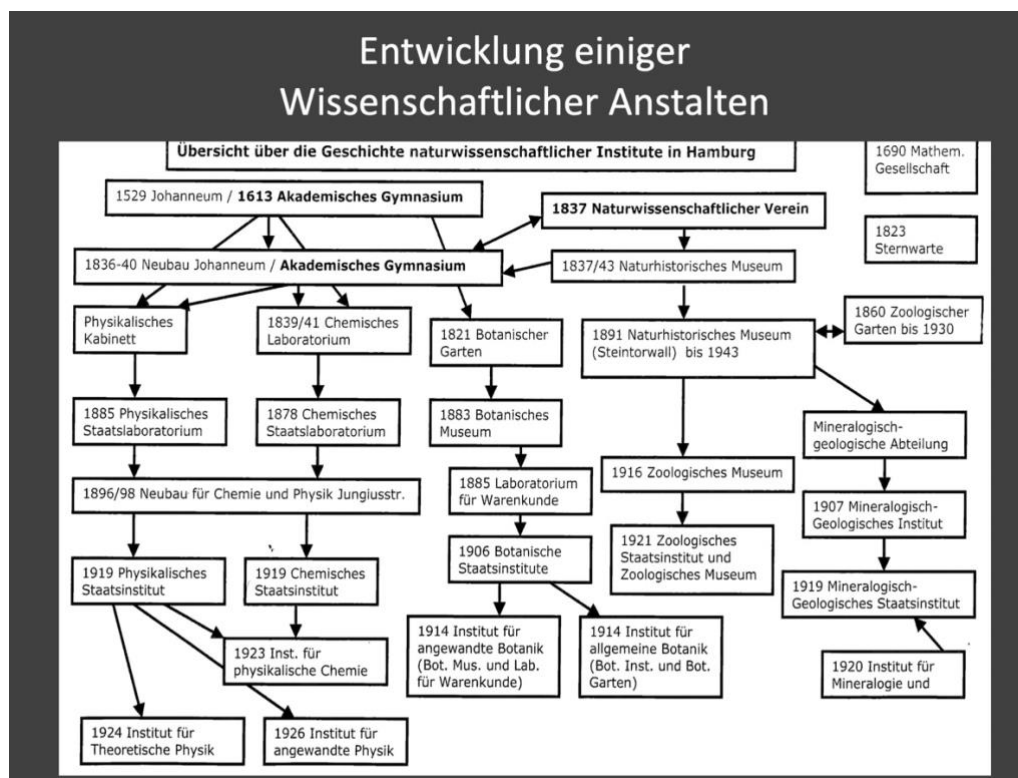 Entwicklung einiger
Wissenschaftlicher Anstalten
Übersicht über die Geschichte naturwissenschaftlicher Institute in Hamburg
1690 Mathem.
Gesellschaft
1529 Johanneum / 1613 Akademisches Gymnasium
1837 Naturwissenschaftlicher Verein
1823
Sternwarte
1836-40 Neubau Johanneum / Akademisches Gymnasium
1837/43 Naturhistorisches Museum
Physikalisches
Kabinett
1839/41 Chemisches
Laboratorium
1821 Botanischer
Garten
1891 Naturhistorisches Museum
(Steintorwall) bis 1943
1860 Zoologischer
Garten bis 1930
1885 Physikalisches
Staatslaboratorium
1878 Chemisches
Staatslaboratorium
1883 Botanisches
Museum
Mineralogisch-
geologische Abteilung
1896/98 Neubau für Chemie und Physik Jungiusstr.
1885 Laboratorium
für Warenkunde
1916 Zoologisches Museum
1907 Mineralogisch-
Geologisches Institut
1919 Physikalisches
Staatsinstitut
1919 Chemisches
Staatsinstitut
1906 Botanische
Staatsinstitute
1921 Zoologisches
Staatsinstitut und
Zoologisches Museum
1919 Mineralogisch-
Geologisches Staatsinstitut
1923 Inst. für
physikalische Chemie
1914 Institut für
angewandte Botanik
(Bot. Mus. und Lab.
für Warenkunde)
1914 Institut für
allgemeine Botanik
(Bot. Inst. und Bot.
Garten)
1920 Institut für
Mineralogie und
1924 Institut für
Theoretische Physik
1926 Institut für
angewandte Physik